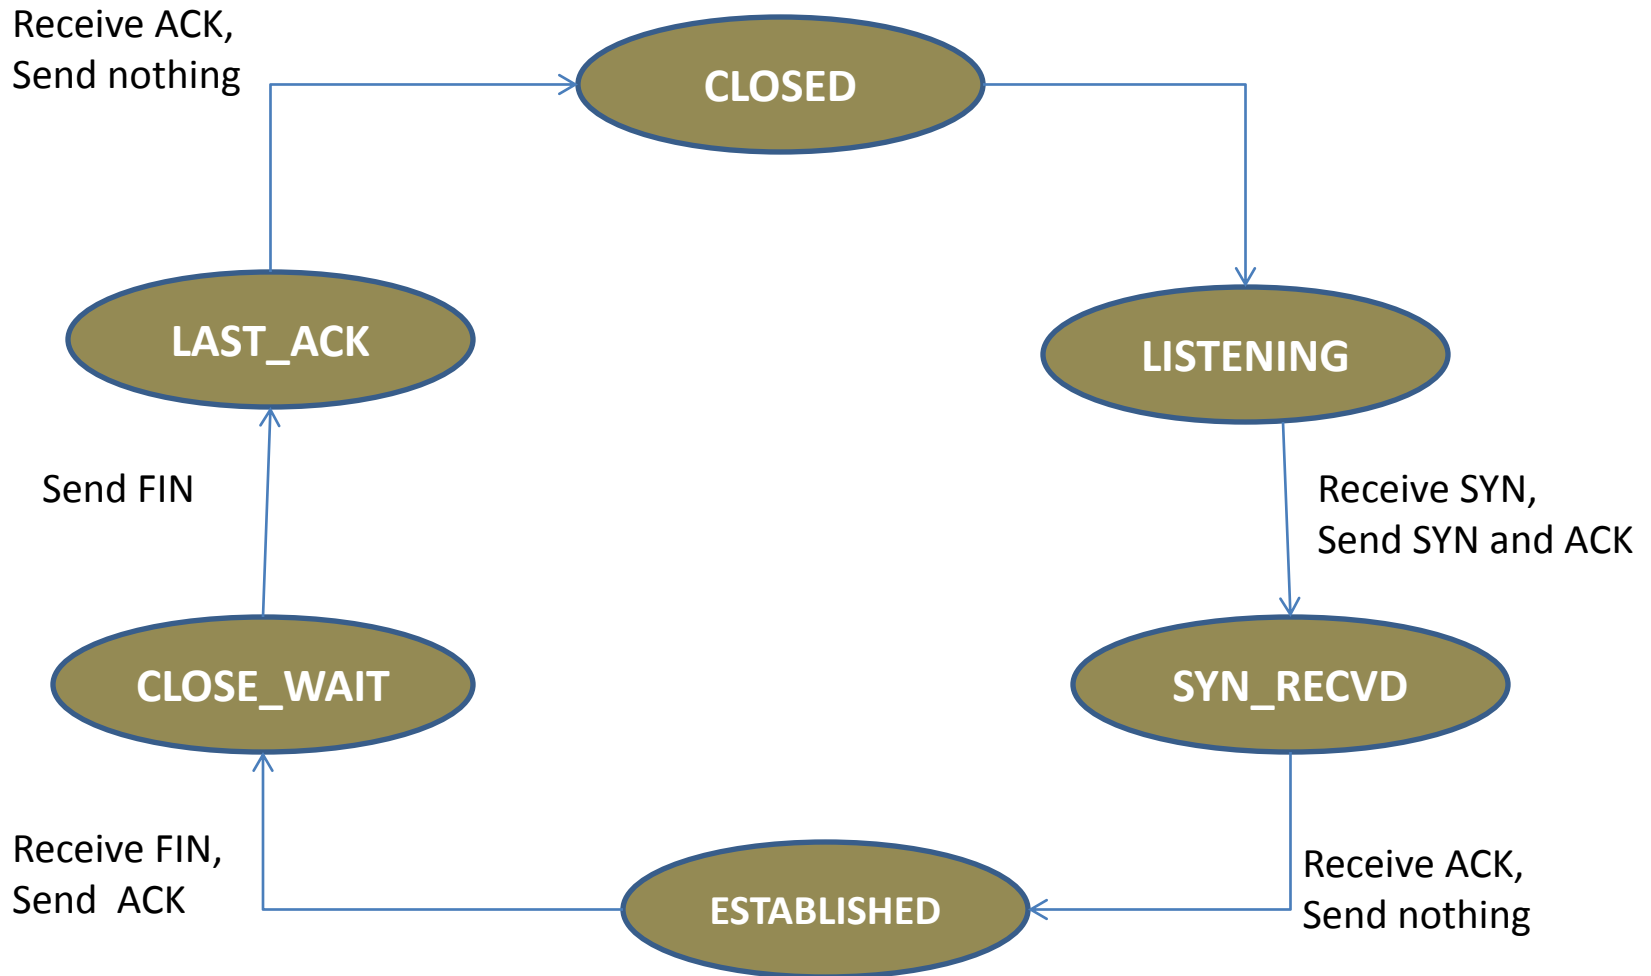 Receive ACK,
Send nothing
CLOSED
LAST_ACK
LISTENING
Send FIN
Receive SYN,
Send SYN and ACK
CLOSE_WAIT
SYN_RECVD
Receive FIN,
Send  ACK
ESTABLISHED
Receive ACK,
Send nothing